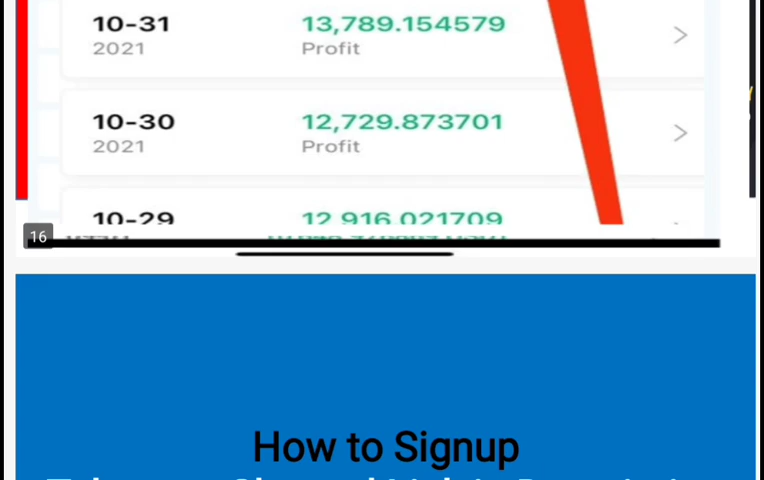 10-31 13,789.154579
2021 Profit
10-30 12,729.873701
2021 Profit
10-29 12,916.021709
16
How to Signup